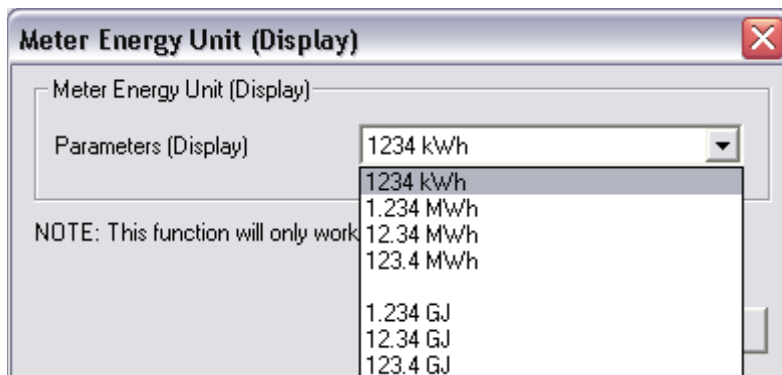 Meter Energy Unit (Display)
Meter Energy Unit (Display)
Parameters (Display)
1234 kWh
1234 kWh
1.234 MWh
NOTE: This function will only work
12.34 MWh
123.4 MWh
1.234 GJ
12.34 GJ
123.4 GJ